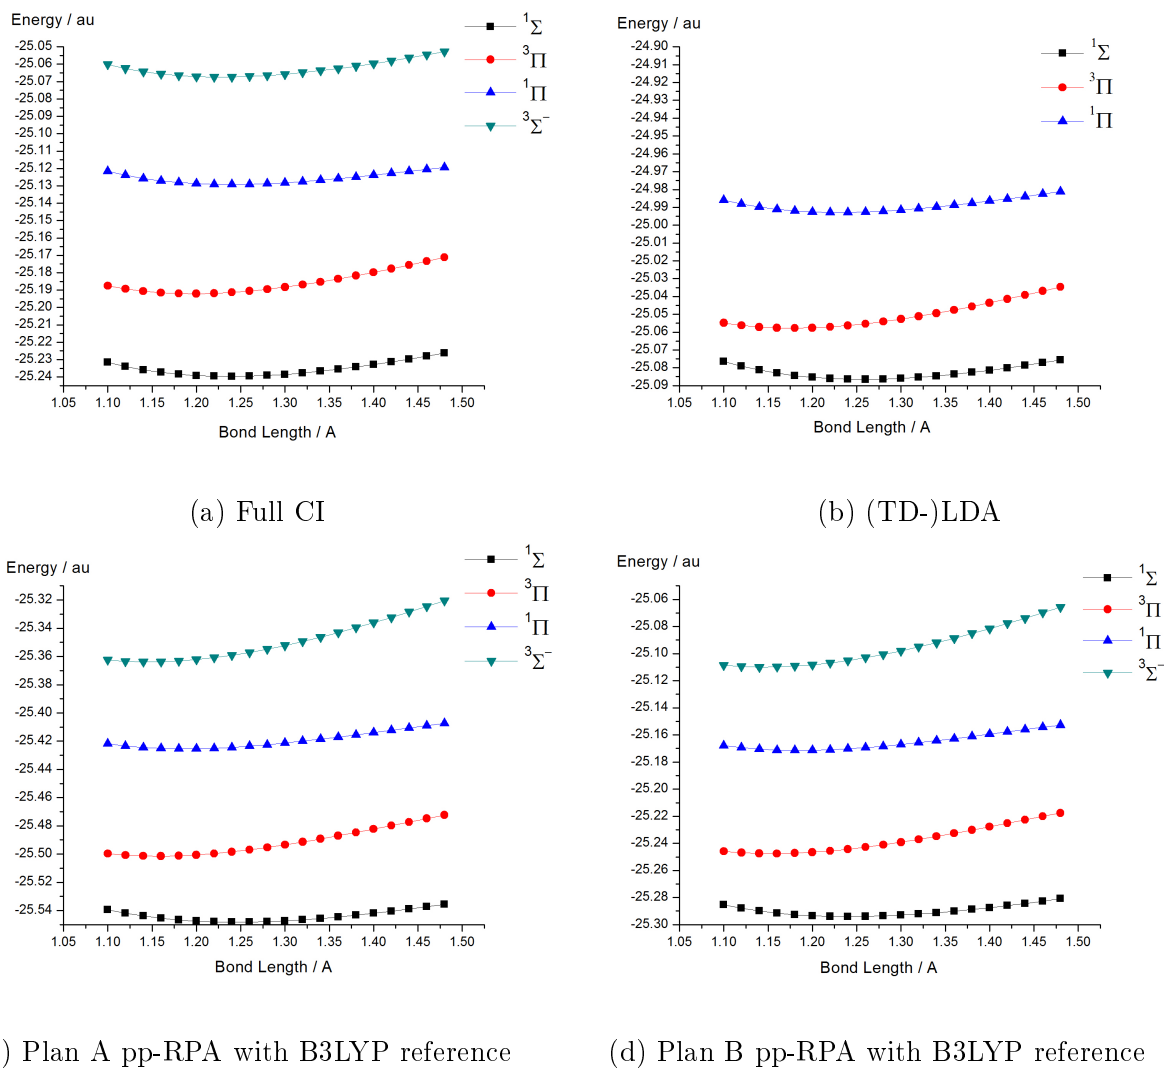 Energy / au
¹Σ
³Π
¹Π
³Σ⁻
-25.05
-25.06
-25.07
-25.08
-25.09
-25.10
-25.11
-25.12
-25.13
-25.14
-25.15
-25.16
-25.17
-25.18
-25.19
-25.20
-25.21
-25.22
-25.23
-25.24
1.05 1.10 1.15 1.20 1.25 1.30 1.35 1.40 1.45 1.50
Bond Length / A
(a) Full CI
Energy / au
¹Σ
³Π
¹Π
-24.90
-24.91
-24.92
-24.93
-24.94
-24.95
-24.96
-24.97
-24.98
-24.99
-25.00
-25.01
-25.02
-25.03
-25.04
-25.05
-25.06
-25.07
-25.08
-25.09
1.05 1.10 1.15 1.20 1.25 1.30 1.35 1.40 1.45 1.50
Bond Length / A
(b) (TD-)LDA
Energy / au
¹Σ
³Π
¹Π
³Σ⁻
-25.32
-25.34
-25.36
-25.38
-25.40
-25.42
-25.44
-25.46
-25.48
-25.50
-25.52
-25.54
1.05 1.10 1.15 1.20 1.25 1.30 1.35 1.40 1.45 1.50
Bond Length / A
) Plan A pp-RPA with B3LYP reference
Energy / au
¹Σ
³Π
¹Π
³Σ⁻
-25.06
-25.08
-25.10
-25.12
-25.14
-25.16
-25.18
-25.20
-25.22
-25.24
-25.26
-25.28
-25.30
1.05 1.10 1.15 1.20 1.25 1.30 1.35 1.40 1.45 1.50
Bond Length / A
(d) Plan B pp-RPA with B3LYP reference